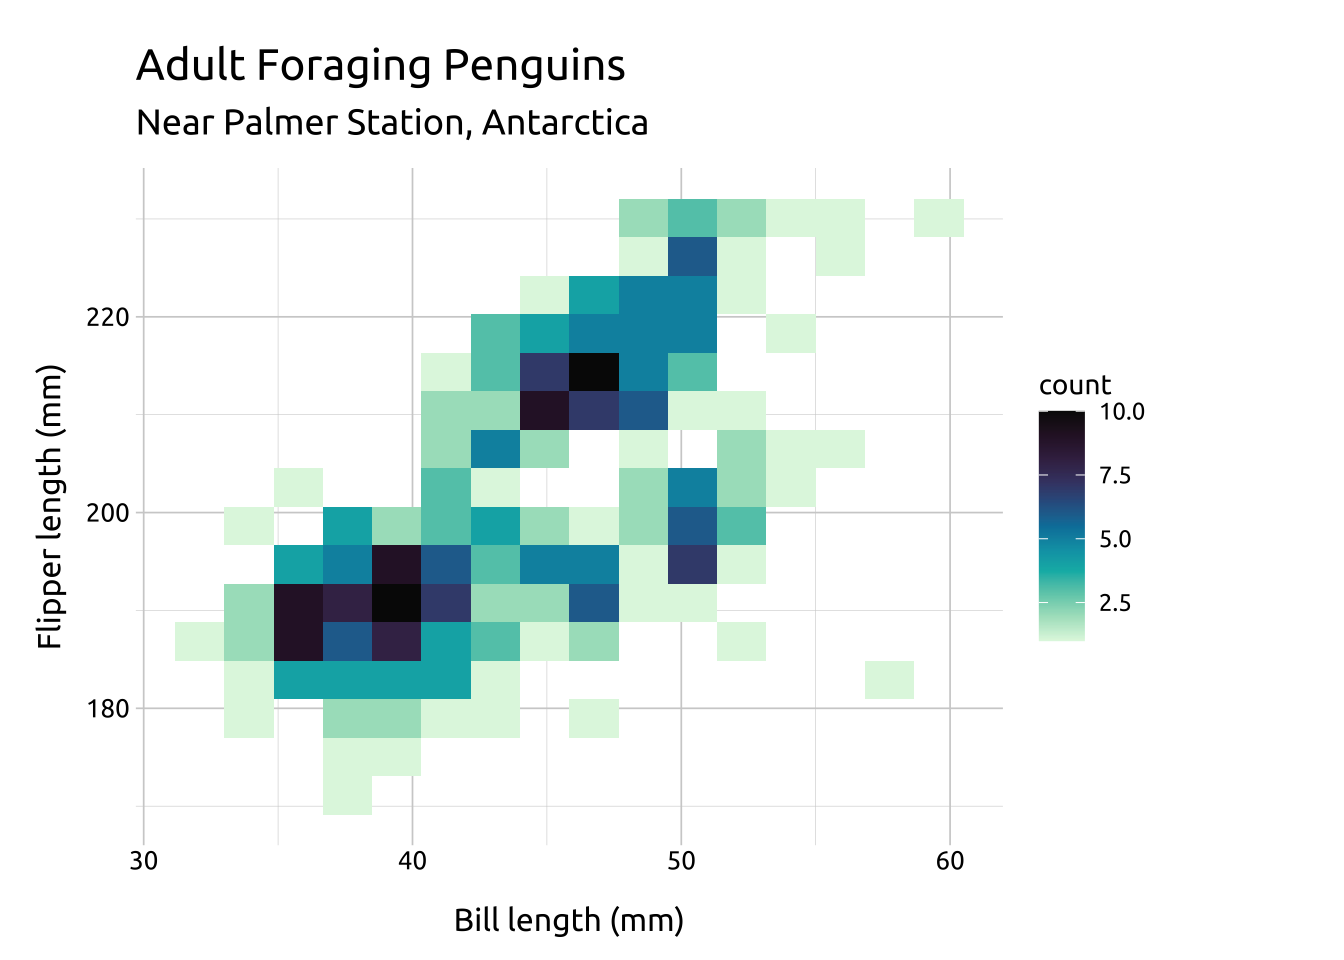 Adult Foraging Penguins
Near Palmer Station, Antarctica
Flipper length (mm)
220
200
180
30 40 50 60
Bill length (mm)
count
10.0
7.5
5.0
2.5